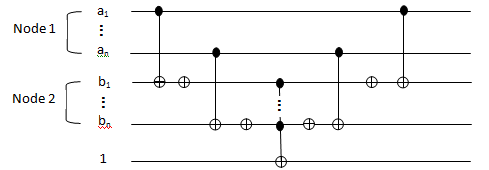 a₁
Node 1
⋮
aₙ
b₁
Node 2
⋮
bₙ
1